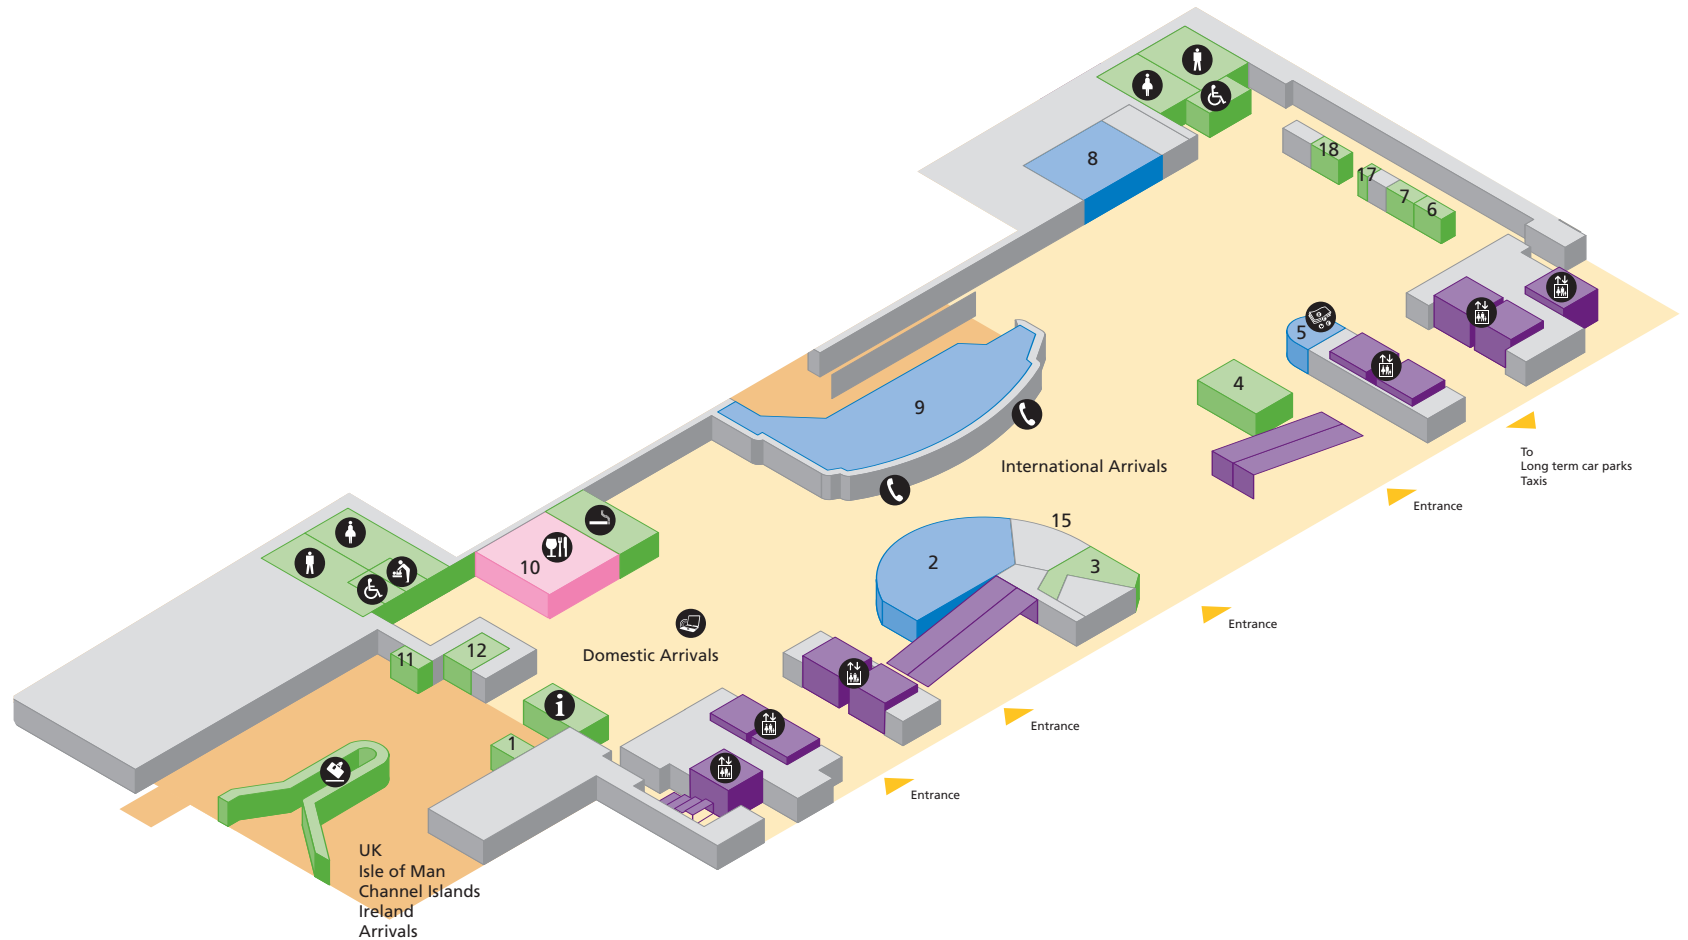 8
18
17
7
6
5
4
9
International Arrivals
To
Long term car parks
Taxis
Entrance
15
2
3
10
Entrance
Domestic Arrivals
11
12
Entrance
i
1
Entrance
UK
Isle of Man
Channel Islands
Ireland
Arrivals